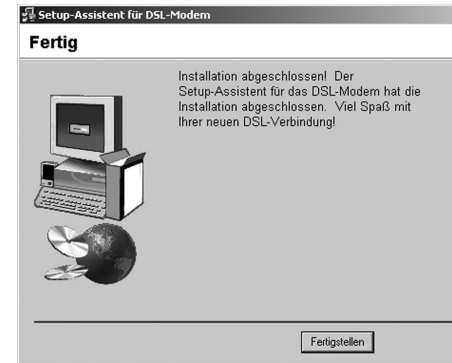 Setup-Assistent für DSL-Modem
Fertig
Installation abgeschlossen! Der
Setup-Assistent für das DSL-Modem hat die
Installation abgeschlossen. Viel Spaß mit
Ihrer neuen DSL-Verbindung!
Fertigstellen